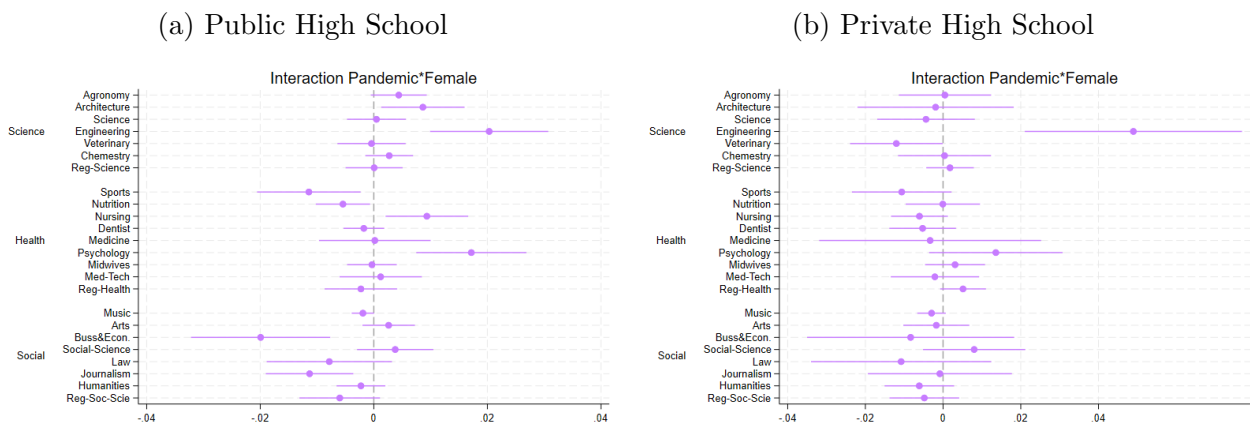 (a) Public High School
Interaction Pandemic*Female
Science
Agronomy
Architecture
Science
Engineering
Veterinary
Chemestry
Reg-Science
Health
Sports
Nutrition
Nursing
Dentist
Medicine
Psychology
Midwives
Med-Tech
Reg-Health
Social
Music
Arts
Buss&Econ.
Social-Science
Law
Journalism
Humanities
Reg-Soc-Scie
-.04 -.02 0 .02 .04
(b) Private High School
Interaction Pandemic*Female
Science
Agronomy
Architecture
Science
Engineering
Veterinary
Chemestry
Reg-Science
Health
Sports
Nutrition
Nursing
Dentist
Medicine
Psychology
Midwives
Med-Tech
Reg-Health
Social
Music
Arts
Buss&Econ.
Social-Science
Law
Journalism
Humanities
Reg-Soc-Scie
-.04 -.02 0 .02 .04